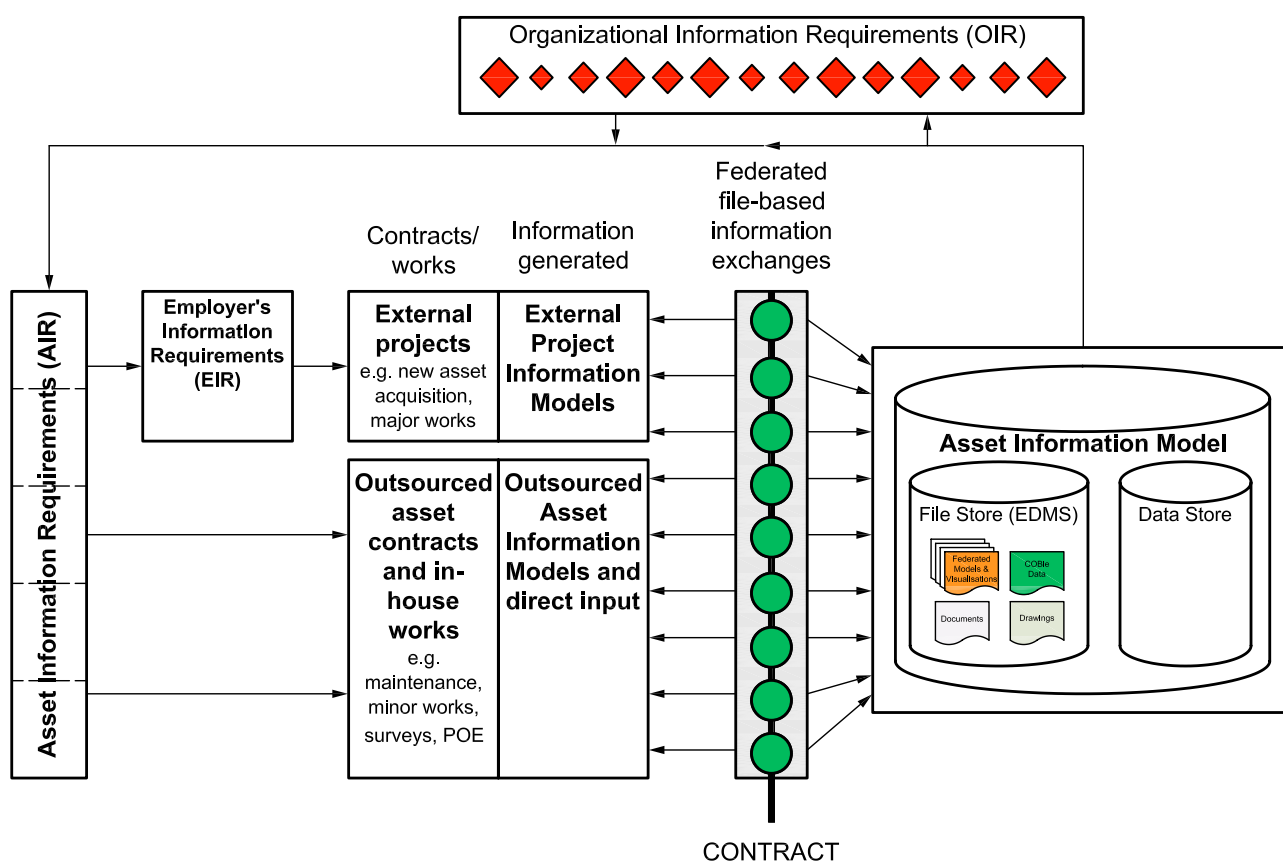 Organizational Information Requirements (OIR)
Federated
file-based
information
exchanges
Contracts/
works
Information
generated
Asset Information Requirements (AIR)
Employer's
Information
Requirements
(EIR)
External
projects
e.g. new asset
acquisition,
major works
External
Project
Information
Models
Outsourced
asset
contracts
and in-
house
works
e.g.
maintenance,
minor works,
surveys, POE
Outsourced
Asset
Information
Models and
direct input
Asset Information Model
File Store (EDMS)
Federated
Models &
Visualisations
COBie
Data
Documents
Drawings
Data Store
CONTRACT